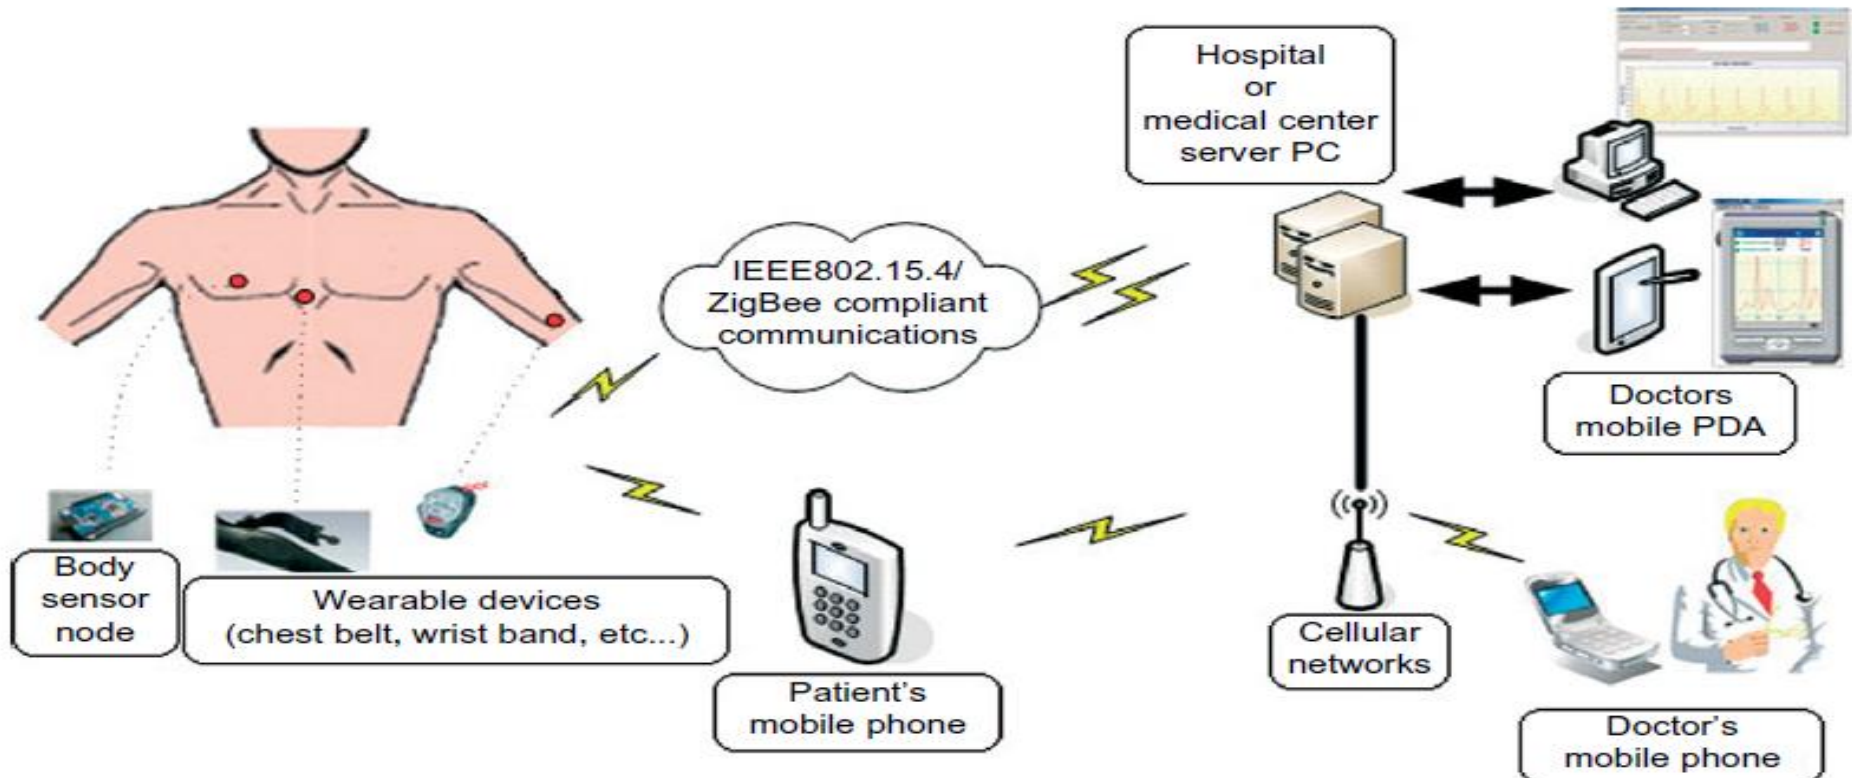 Hospital
or
medical center
server PC
IEEE802.15.4/
ZigBee compliant
communications
Doctors
mobile PDA
Body
sensor
node
Wearable devices
(chest belt, wrist band, etc...)
Patient's
mobile phone
Cellular
networks
Doctor's
mobile phone